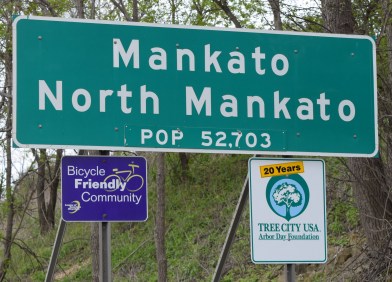 Mankato
North Mankato
POP 52,703
Bicycle
Friendly
Community
20 Years
TREE CITY USA
Arbor Day Foundation